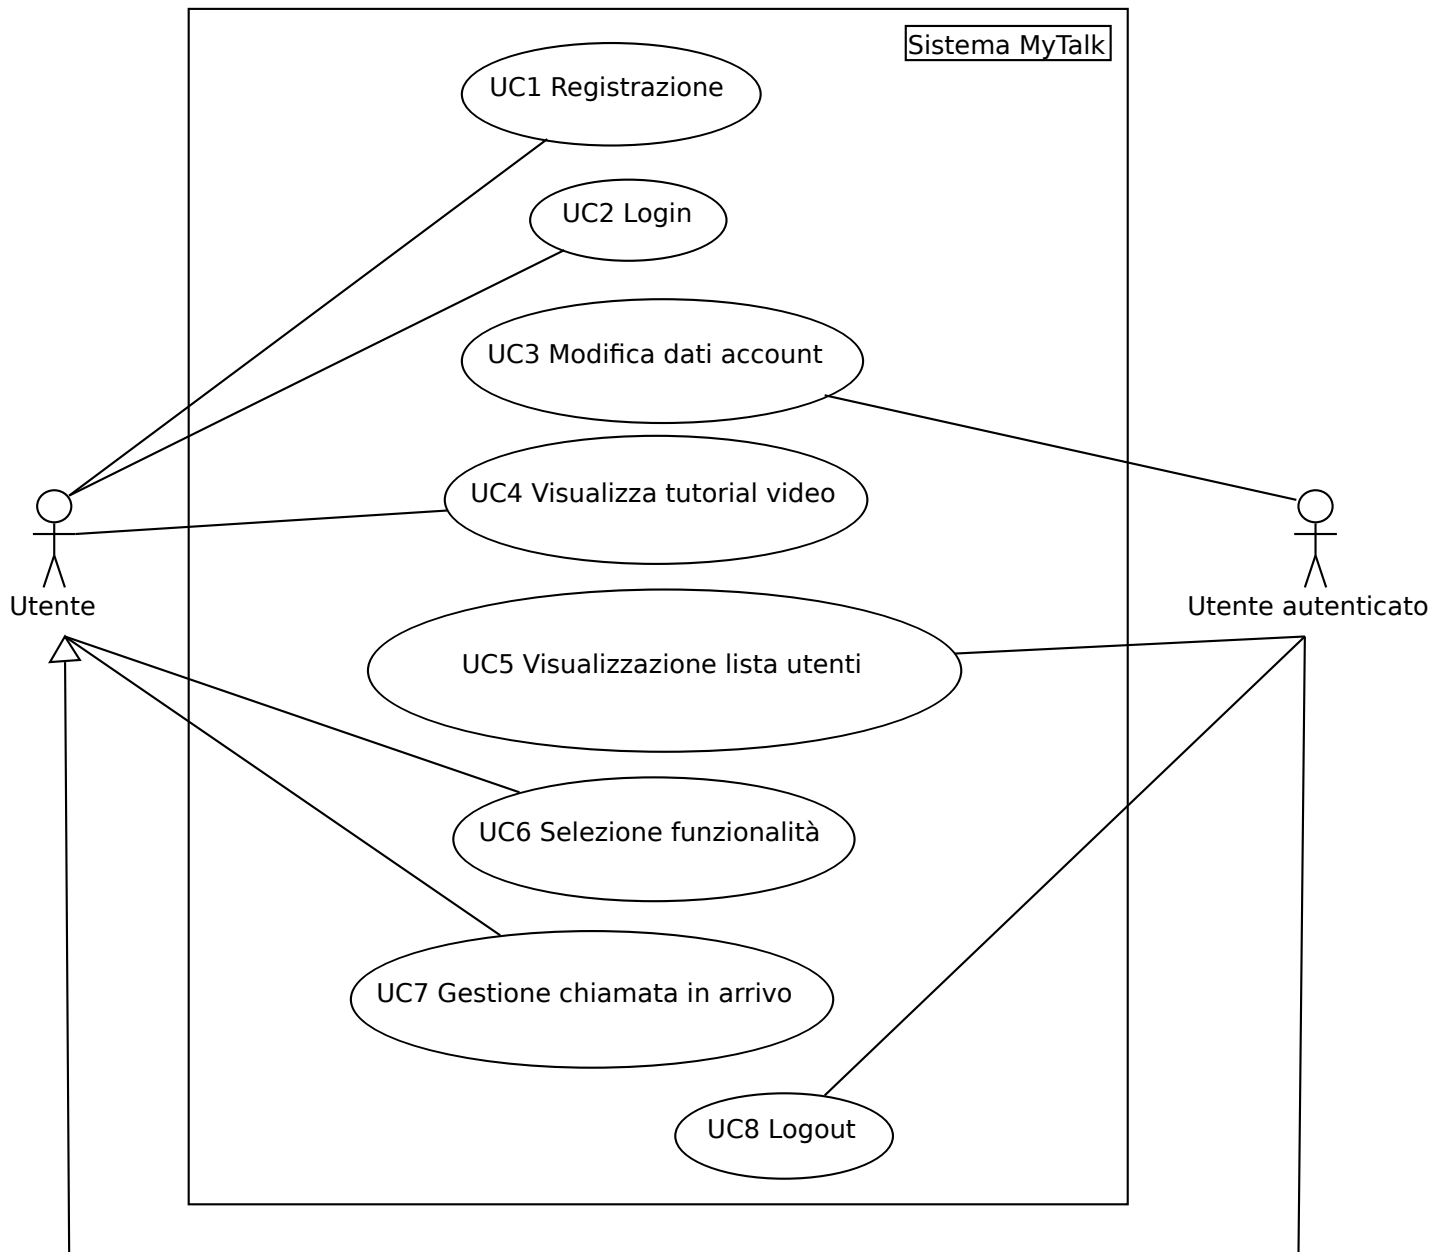 Sistema MyTalk
UC1 Registrazione
UC2 Login
UC3 Modifica dati account
UC4 Visualizza tutorial video
Utente
Utente autenticato
UC5 Visualizzazione lista utenti
UC6 Selezione funzionalità
UC7 Gestione chiamata in arrivo
UC8 Logout